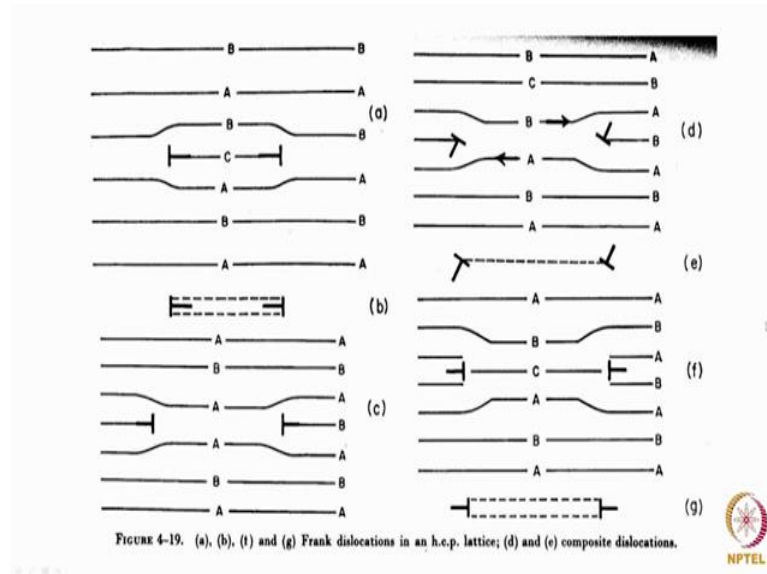 B B
A A
(a)
B B
C
A A
B B
A A
(b)
A A
B B
A A
(c)
B
A A
B B
A A
B A
C B
A
B
(d)
B
A
A
B B
A A
(e)
A A
B
B
A
C
(f)
B
A
A
B B
A A
(g)
FIGURE 4–19. (a), (b), (f) and (g) Frank dislocations in an h.c.p. lattice; (d) and (e) composite dislocations.
NPTEL